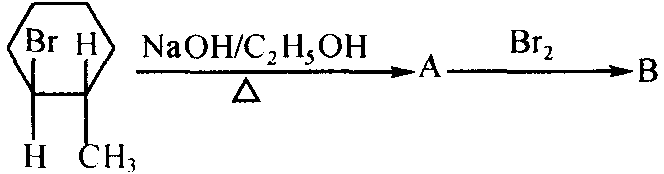 Br H NaOH/C₂H₅OH A Br₂ B
△
H CH₃